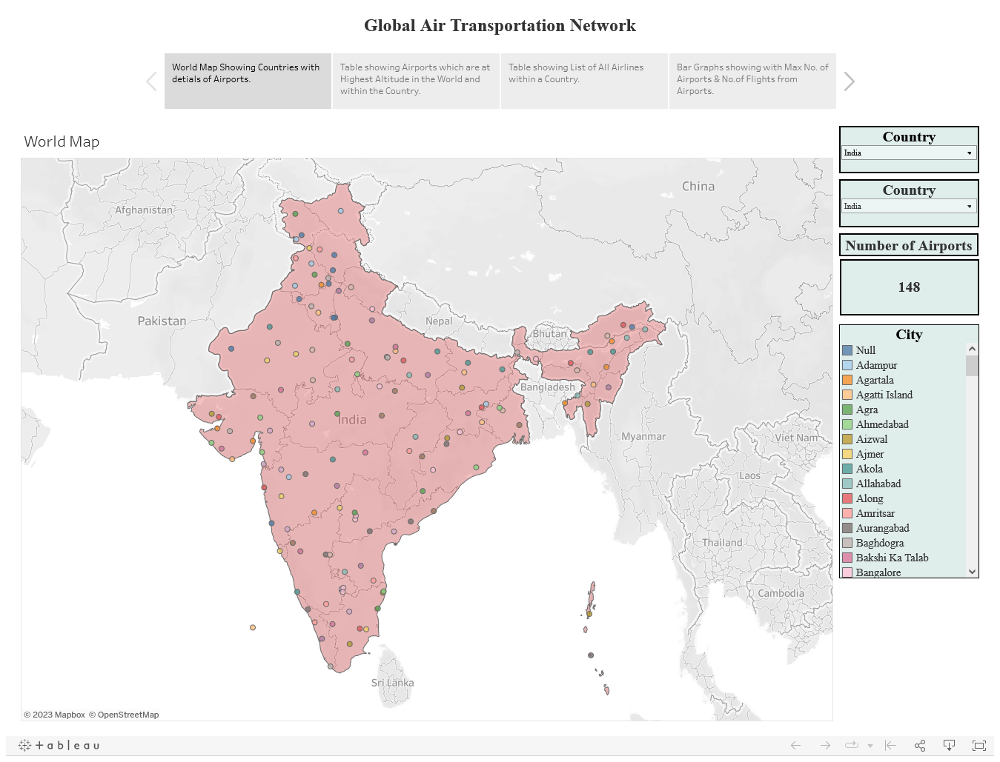 Global Air Transportation Network
World Map Showing Countries with
detials of Airports.
Table showing Airports which are at
Highest Altitude in the World and
within the Country.
Table showing List of All Airlines
within a Country.
Bar Graphs showing with Max No. of
Airports & No.of Flights from
Airports.
World Map
Country
India
Country
India
Number of Airports
148
City
Null
Adampur
Agartala
Agatti Island
Agra
Ahmedabad
Aizwal
Ajmer
Akola
Allahabad
Along
Amritsar
Aurangabad
Baghdogra
Bakshi Ka Talab
Bangalore
China
Afghanistan
Pakistan
Nepal
Bhutan
Bangladesh
India
Myanmar
Viet Nam
Laos
Thailand
Cambodia
Sri Lanka
© 2023 Mapbox © OpenStreetMap
+ableau